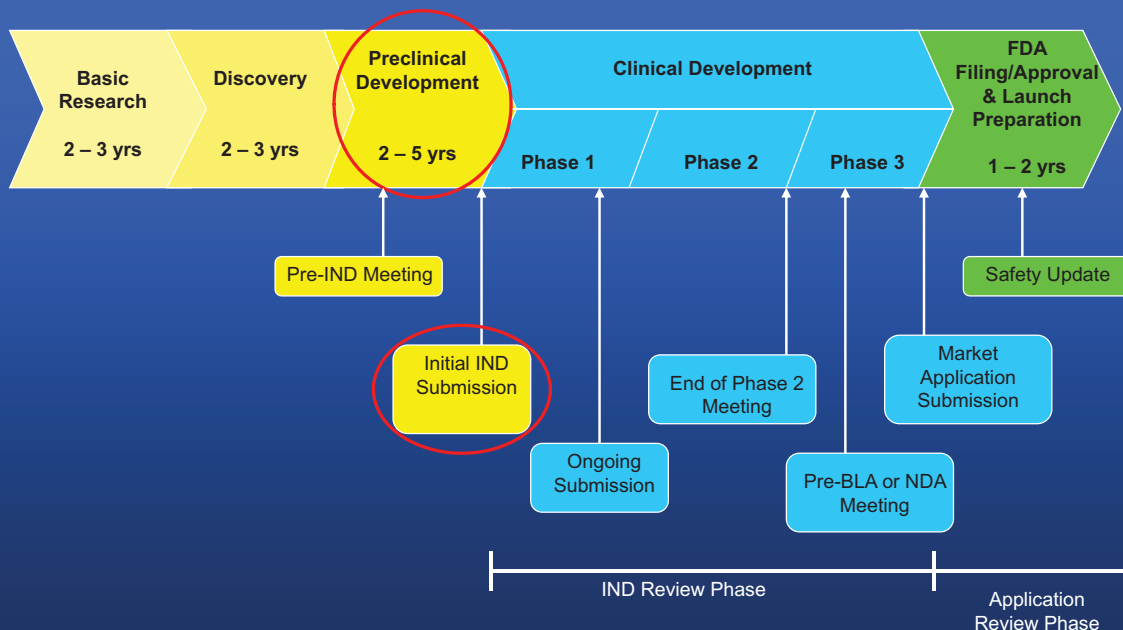 Basic
Research
2 – 3 yrs
Discovery
2 – 3 yrs
Preclinical
Development
2 – 5 yrs
Clinical Development
Phase 1
Phase 2
Phase 3
FDA
Filing/Approval
& Launch
Preparation
1 – 2 yrs
Pre-IND Meeting
Safety Update
Initial IND
Submission
End of Phase 2
Meeting
Market
Application
Submission
Ongoing
Submission
Pre-BLA or NDA
Meeting
IND Review Phase
Application
Review Phase